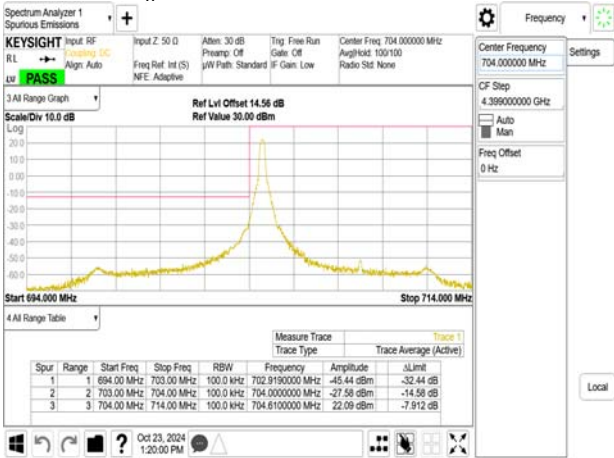 Spectrum Analyzer 1
Spurious Emissions
Frequency
KEYSIGHT Input: RF Input Z: 50 Ω Atten: 30 dB Trig: Free Run Center Freq: 704.000000 MHz
RL Coupling: DC Preamp: Off Gate: Off Avg|Hold: 100/100
Align: Auto Freq Ref: Int (S) µW Path: Standard IF Gain: Low Radio Std: None
PASS NFE: Adaptive
Center Frequency
704.000000 MHz
Settings
CF Step
4.399000000 GHz
Auto
Man
Freq Offset
0 Hz
3 All Range Graph
Ref Lvl Offset 14.56 dB
Scale/Div 10.0 dB Ref Value 30.00 dBm
Log
20.0
10.0
0.00
-10.0
-20.0
-30.0
-40.0
-50.0
-60.0
Start 694.000 MHz Stop 714.000 MHz
4 All Range Table
Measure Trace Trace 1
Trace Type Trace Average (Active)
Spur Range Start Freq Stop Freq RBW Frequency Amplitude ΔLimit
1 1 694.00 MHz 703.00 MHz 100.0 kHz 702.9190000 MHz -45.44 dBm -32.44 dB
2 2 703.00 MHz 704.00 MHz 100.0 kHz 704.0000000 MHz -27.58 dBm -14.58 dB
3 3 704.00 MHz 714.00 MHz 100.0 kHz 704.6100000 MHz 22.09 dBm -7.912 dB
Local
? Oct 23, 2024
1:20:00 PM